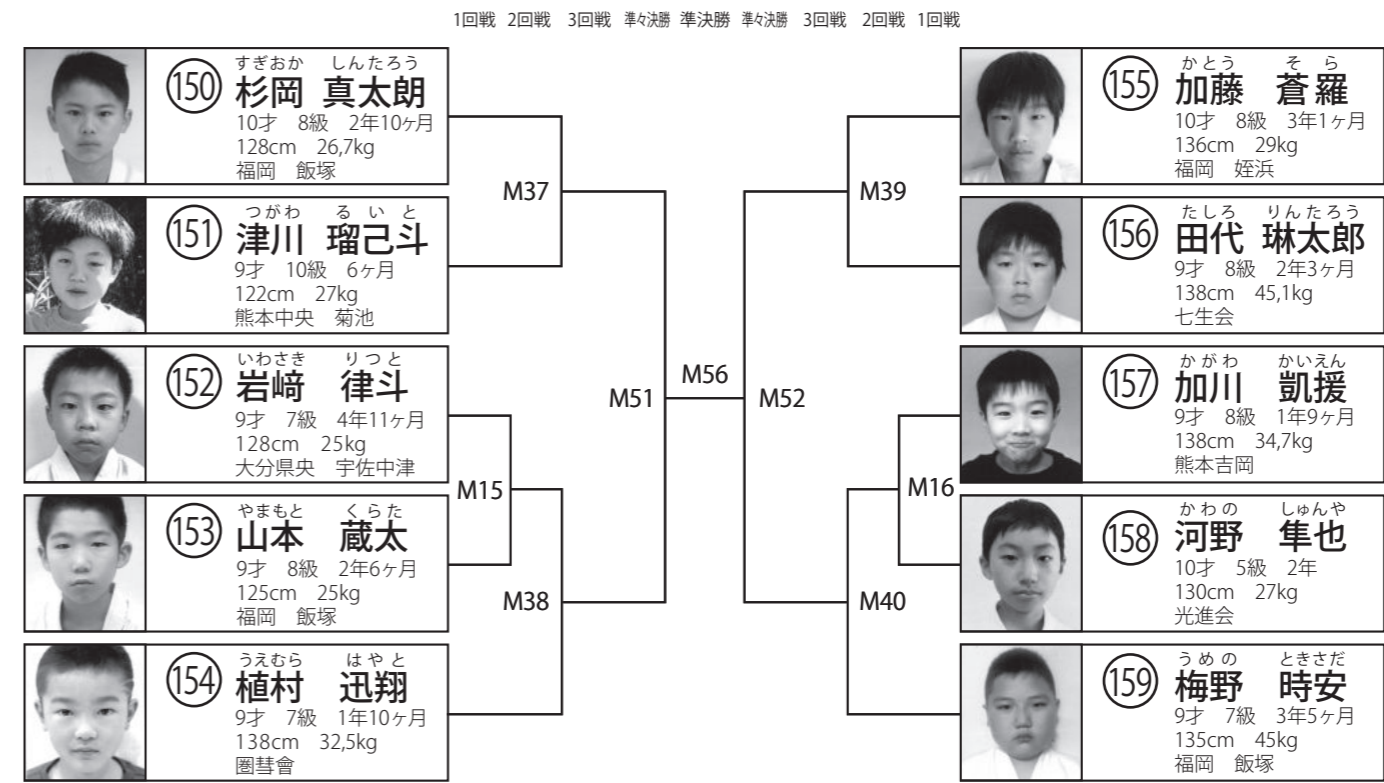 1回戦 2回戦 3回戦 準々決勝 準決勝 準々決勝 3回戦 2回戦 1回戦
150
すぎおか しんたろう
杉岡 真太朗
10才 8級 2年10ヶ月
128cm 26,7kg
福岡 飯塚
151
つがわ るいと
津川 瑠己斗
9才 10級 6ヶ月
122cm 27kg
熊本中央 菊池
152
いわさき りつと
岩﨑 律斗
9才 7級 4年11ヶ月
128cm 25kg
大分県央 宇佐中津
153
やまもと くらた
山本 蔵太
9才 8級 2年6ヶ月
125cm 25kg
福岡 飯塚
154
うえむら はやと
植村 迅翔
9才 7級 1年10ヶ月
138cm 32,5kg
圏彗會
M37
M15
M38
M51
M56
M52
M39
M16
M40
155
かとう そら
加藤 蒼羅
10才 8級 3年1ヶ月
136cm 29kg
福岡 姪浜
156
たしろ りんたろう
田代 琳太郎
9才 8級 2年3ヶ月
138cm 45,1kg
七生会
157
かがわ かいえん
加川 凱援
9才 8級 1年9ヶ月
138cm 34,7kg
熊本吉岡
158
かわの しゅんや
河野 隼也
10才 5級 2年
130cm 27kg
光進会
159
うめの ときさだ
梅野 時安
9才 7級 3年5ヶ月
135cm 45kg
福岡 飯塚